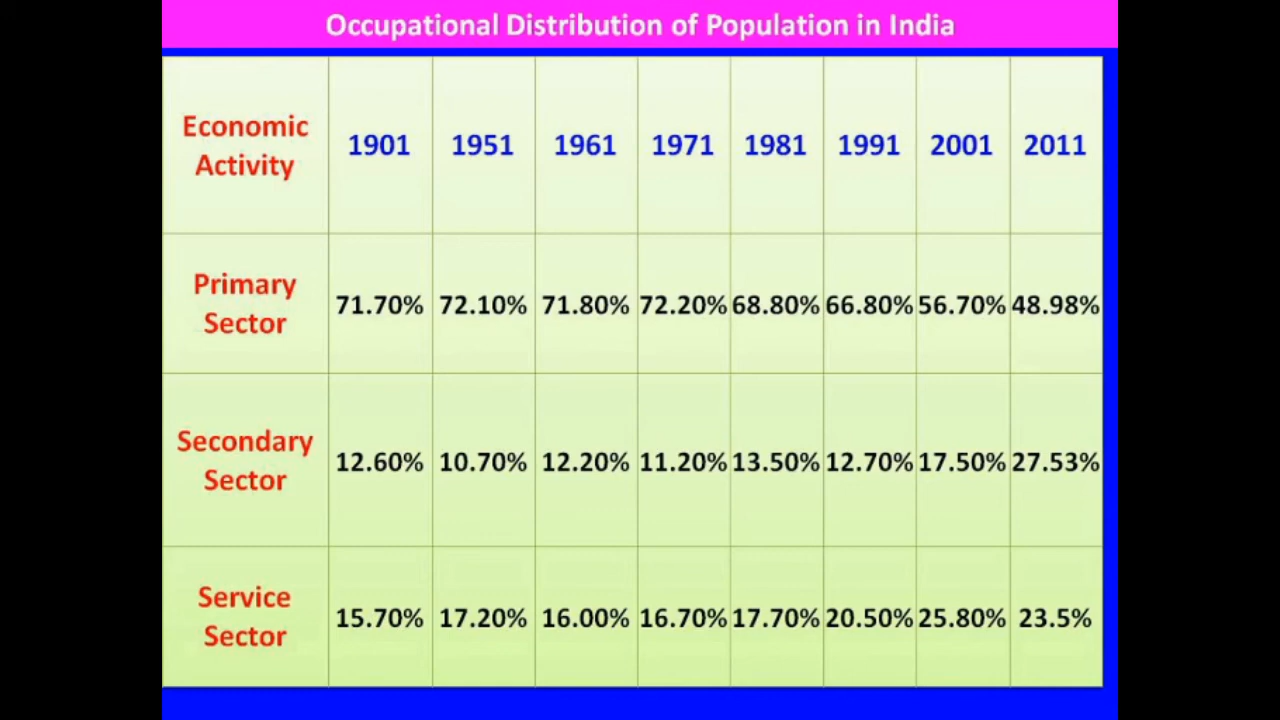 Occupational Distribution of Population in India
Economic Activity 1901 1951 1961 1971 1981 1991 2001 2011
Primary Sector 71.70% 72.10% 71.80% 72.20% 68.80% 66.80% 56.70% 48.98%
Secondary Sector 12.60% 10.70% 12.20% 11.20% 13.50% 12.70% 17.50% 27.53%
Service Sector 15.70% 17.20% 16.00% 16.70% 17.70% 20.50% 25.80% 23.5%